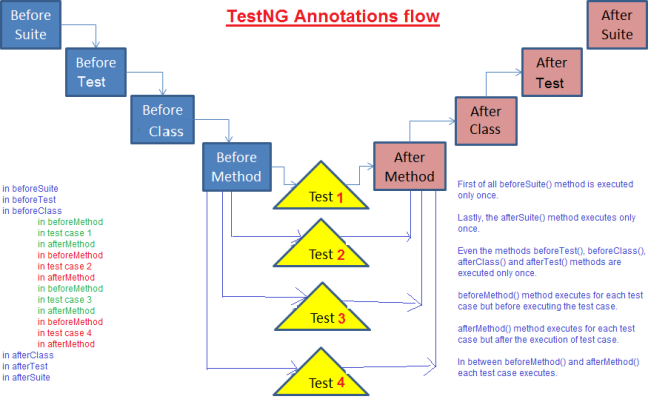 TestNG Annotations flow
Before
Suite
Before
Test
Before
Class
Before
Method
After
Suite
After
Test
After
Class
After
Method
Test 1
Test 2
Test 3
Test 4
in beforeSuite
in beforeTest
in beforeClass
in beforeMethod
in test case 1
in afterMethod
in beforeMethod
in test case 2
in afterMethod
in beforeMethod
in test case 3
in afterMethod
in beforeMethod
in test case 4
in afterMethod
in afterClass
in afterTest
in afterSuite
First of all beforeSuite() method is executed
only once.
Lastly, the afterSuite() method executes only
once.
Even the methods beforeTest(), beforeClass(),
afterClass() and afterTest() methods are
executed only once.
beforeMethod() method executes for each test
case but before executing the test case.
afterMethod() method executes for each test
case but after the execution of test case.
In between beforeMethod() and afterMethod()
each test case executes.